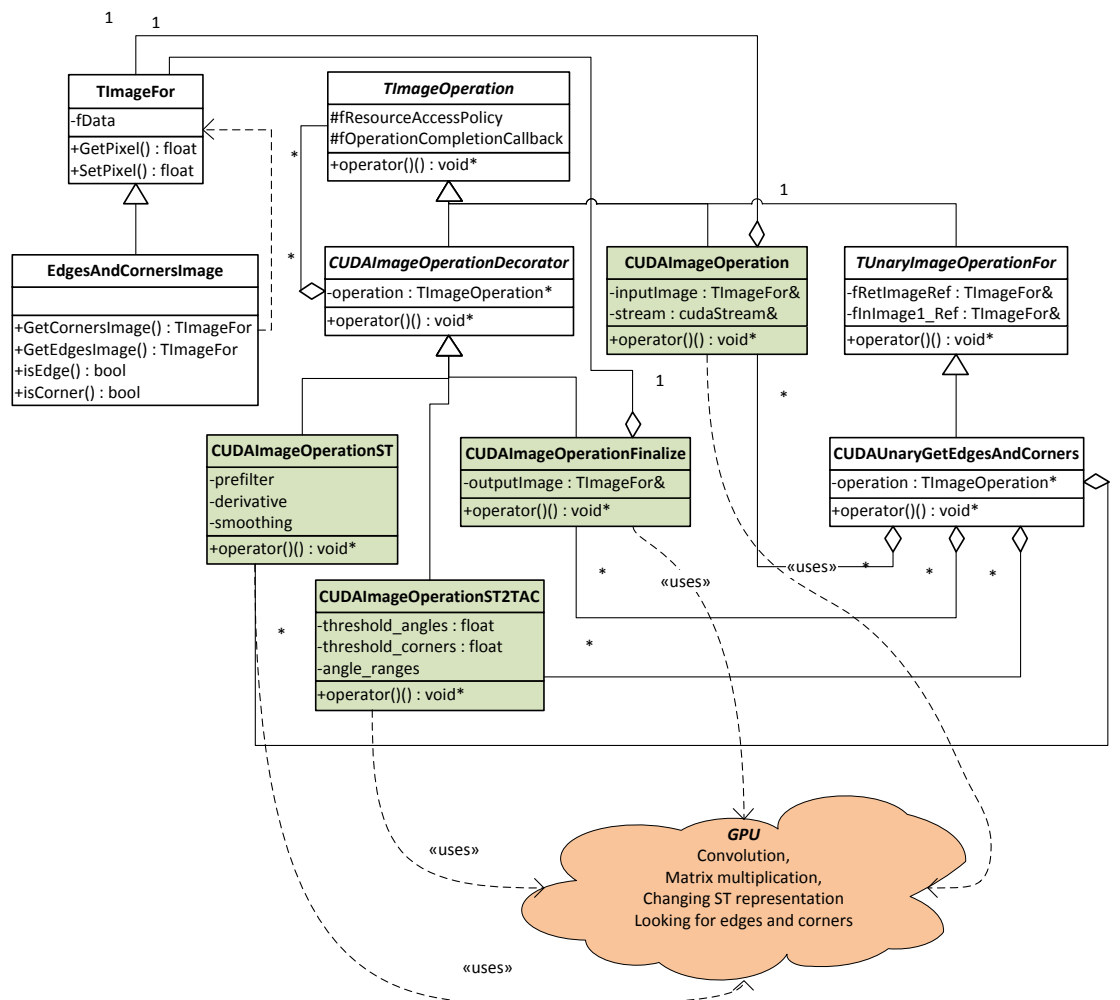 1
1
TImageFor
-fData
+GetPixel() : float
+SetPixel() : float
TImageOperation
#fResourceAccessPolicy
#fOperationCompletionCallback
+operator()() : void*
*
*
1
EdgesAndCornersImage
+GetCornersImage() : TImageFor
+GetEdgesImage() : TImageFor
+isEdge() : bool
+isCorner() : bool
CUDAImageOperationDecorator
-operation : TImageOperation*
+operator()() : void*
CUDAImageOperation
-inputImage : TImageFor&
-stream : cudaStream&
+operator()() : void*
TUnaryImageOperationFor
-fRetImageRef : TImageFor&
-fInImage1_Ref : TImageFor&
+operator()() : void*
1
*
CUDAImageOperationST
-prefilter
-derivative
-smoothing
+operator()() : void*
CUDAImageOperationFinalize
-outputImage : TImageFor&
+operator()() : void*
CUDAUnaryGetEdgesAndCorners
-operation : TImageOperation*
+operator()() : void*
*
«uses»
«uses»
*
*
*
CUDAImageOperationST2TAC
-threshold_angles : float
-threshold_corners : float
-angle_ranges
+operator()() : void*
*
*
GPU
Convolution,
Matrix multiplication,
Changing ST representation
Looking for edges and corners
«uses»
«uses»